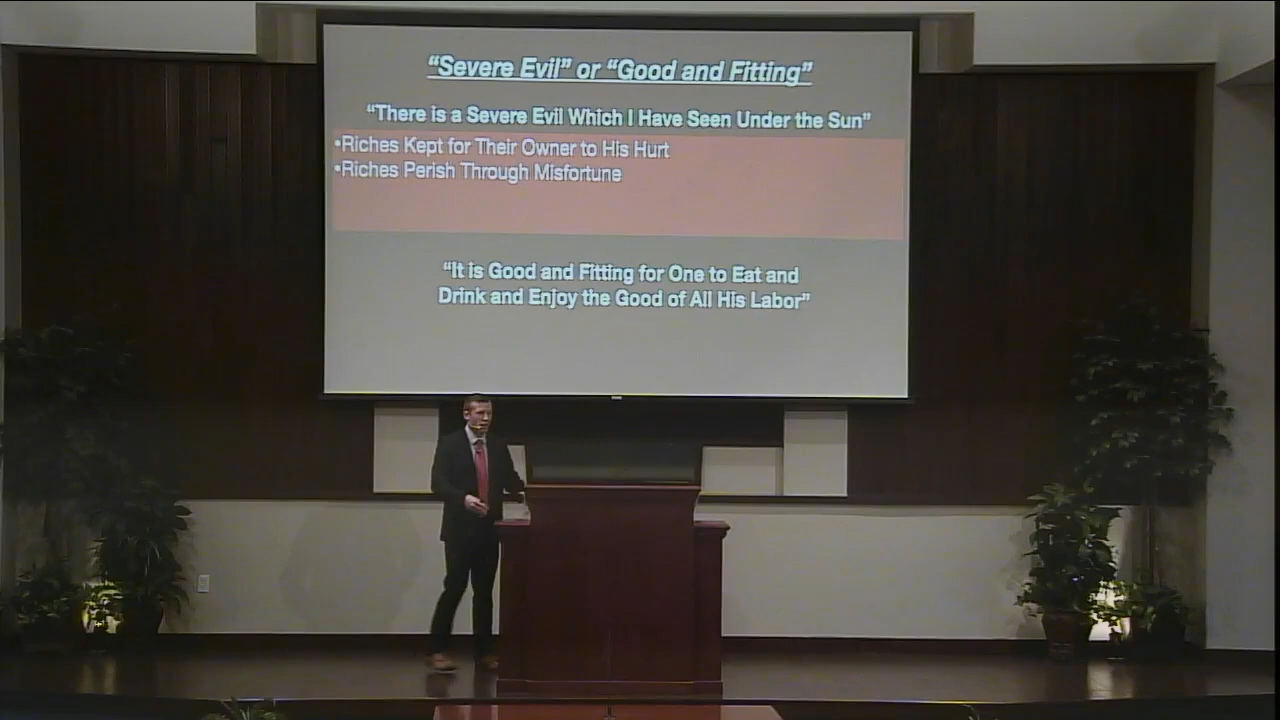 “Severe Evil” or “Good and Fitting”
“There is a Severe Evil Which I Have Seen Under the Sun”
•Riches Kept for Their Owner to His Hurt
•Riches Perish Through Misfortune
“It is Good and Fitting for One to Eat and
Drink and Enjoy the Good of All His Labor”